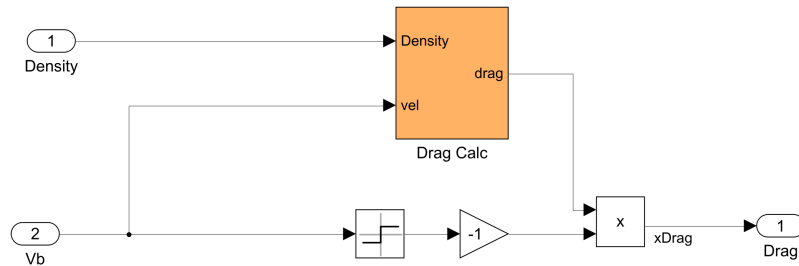 1
Density
Density
vel
drag
Drag Calc
2
Vb
-1
x
xDrag
1
Drag